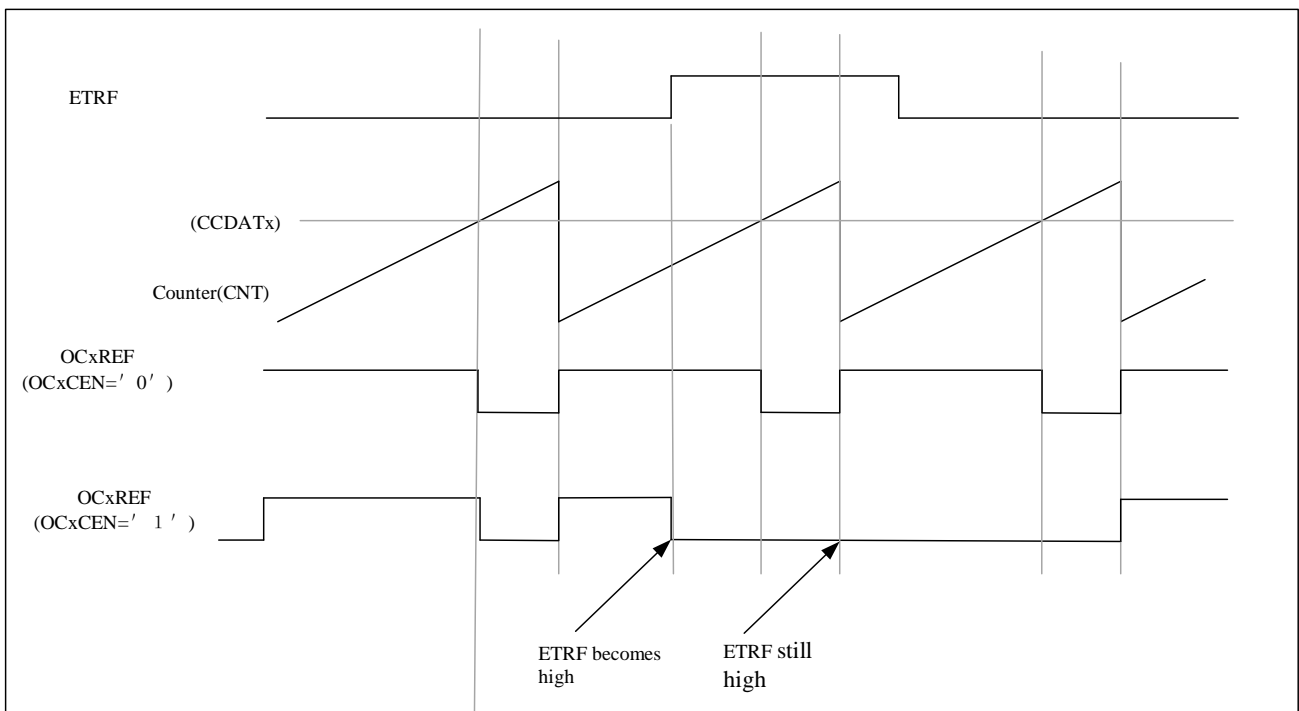 ETRF
(CCDATx)
Counter(CNT)
OCxREF
(OCxCEN=′ 0′ )
OCxREF
(OCxCEN=′ 1 ′ )
ETRF becomes
high
ETRF still
high